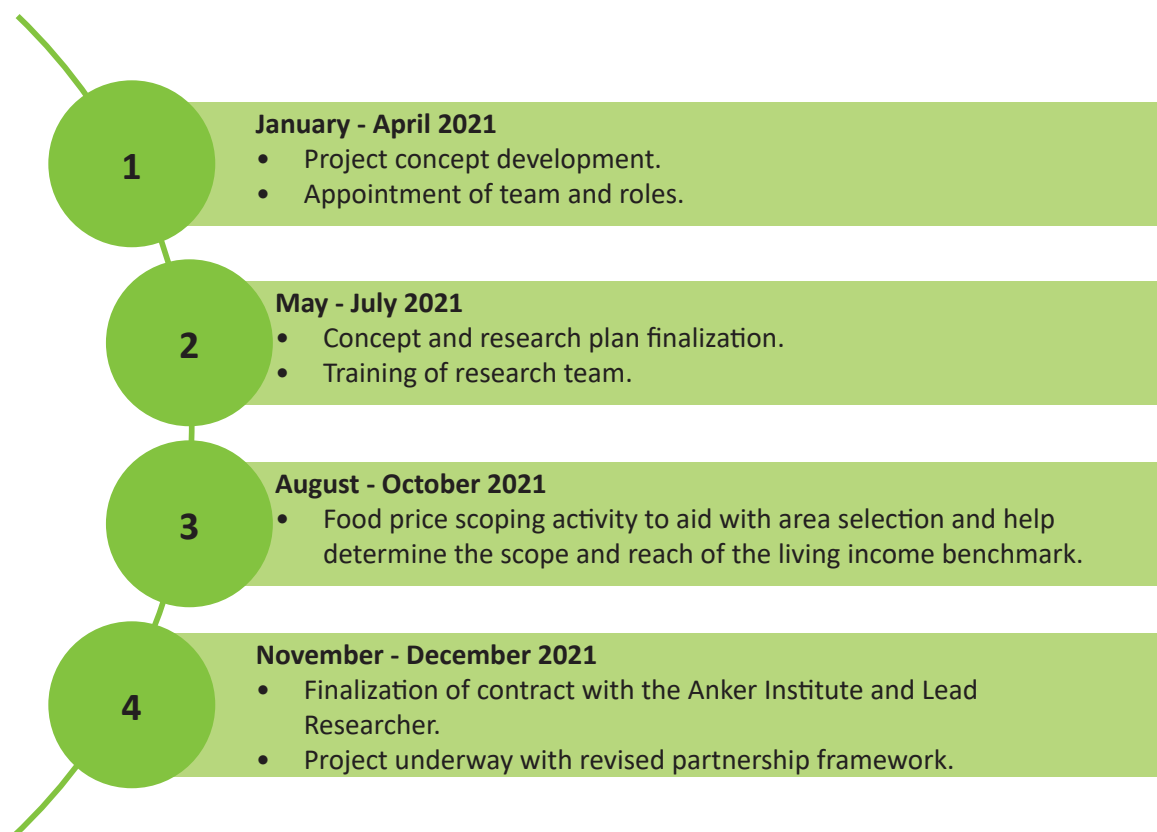 1
January - April 2021
• Project concept development.
• Appointment of team and roles.
2
May - July 2021
• Concept and research plan finalization.
• Training of research team.
3
August - October 2021
• Food price scoping activity to aid with area selection and help
determine the scope and reach of the living income benchmark.
4
November - December 2021
• Finalization of contract with the Anker Institute and Lead
Researcher.
• Project underway with revised partnership framework.